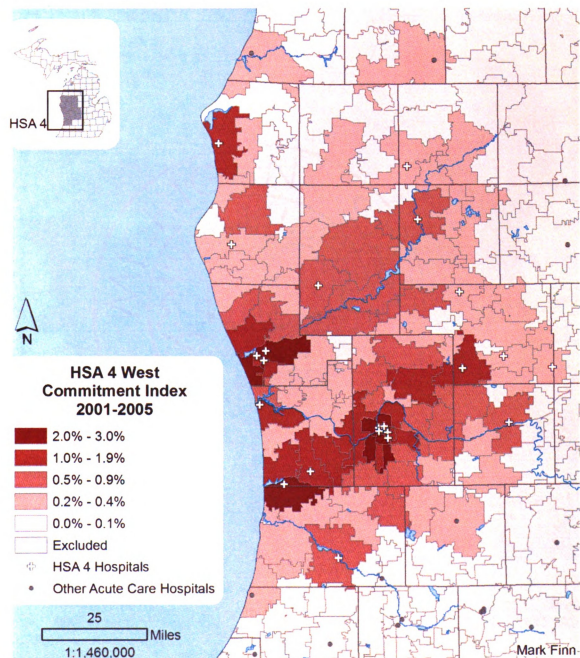 HSA 4
N
HSA 4 West
Commitment Index
2001-2005
2.0% - 3.0%
1.0% - 1.9%
0.5% - 0.9%
0.2% - 0.4%
0.0% - 0.1%
Excluded
HSA 4 Hospitals
Other Acute Care Hospitals
25
Miles
1:1,460,000
Mark Finn